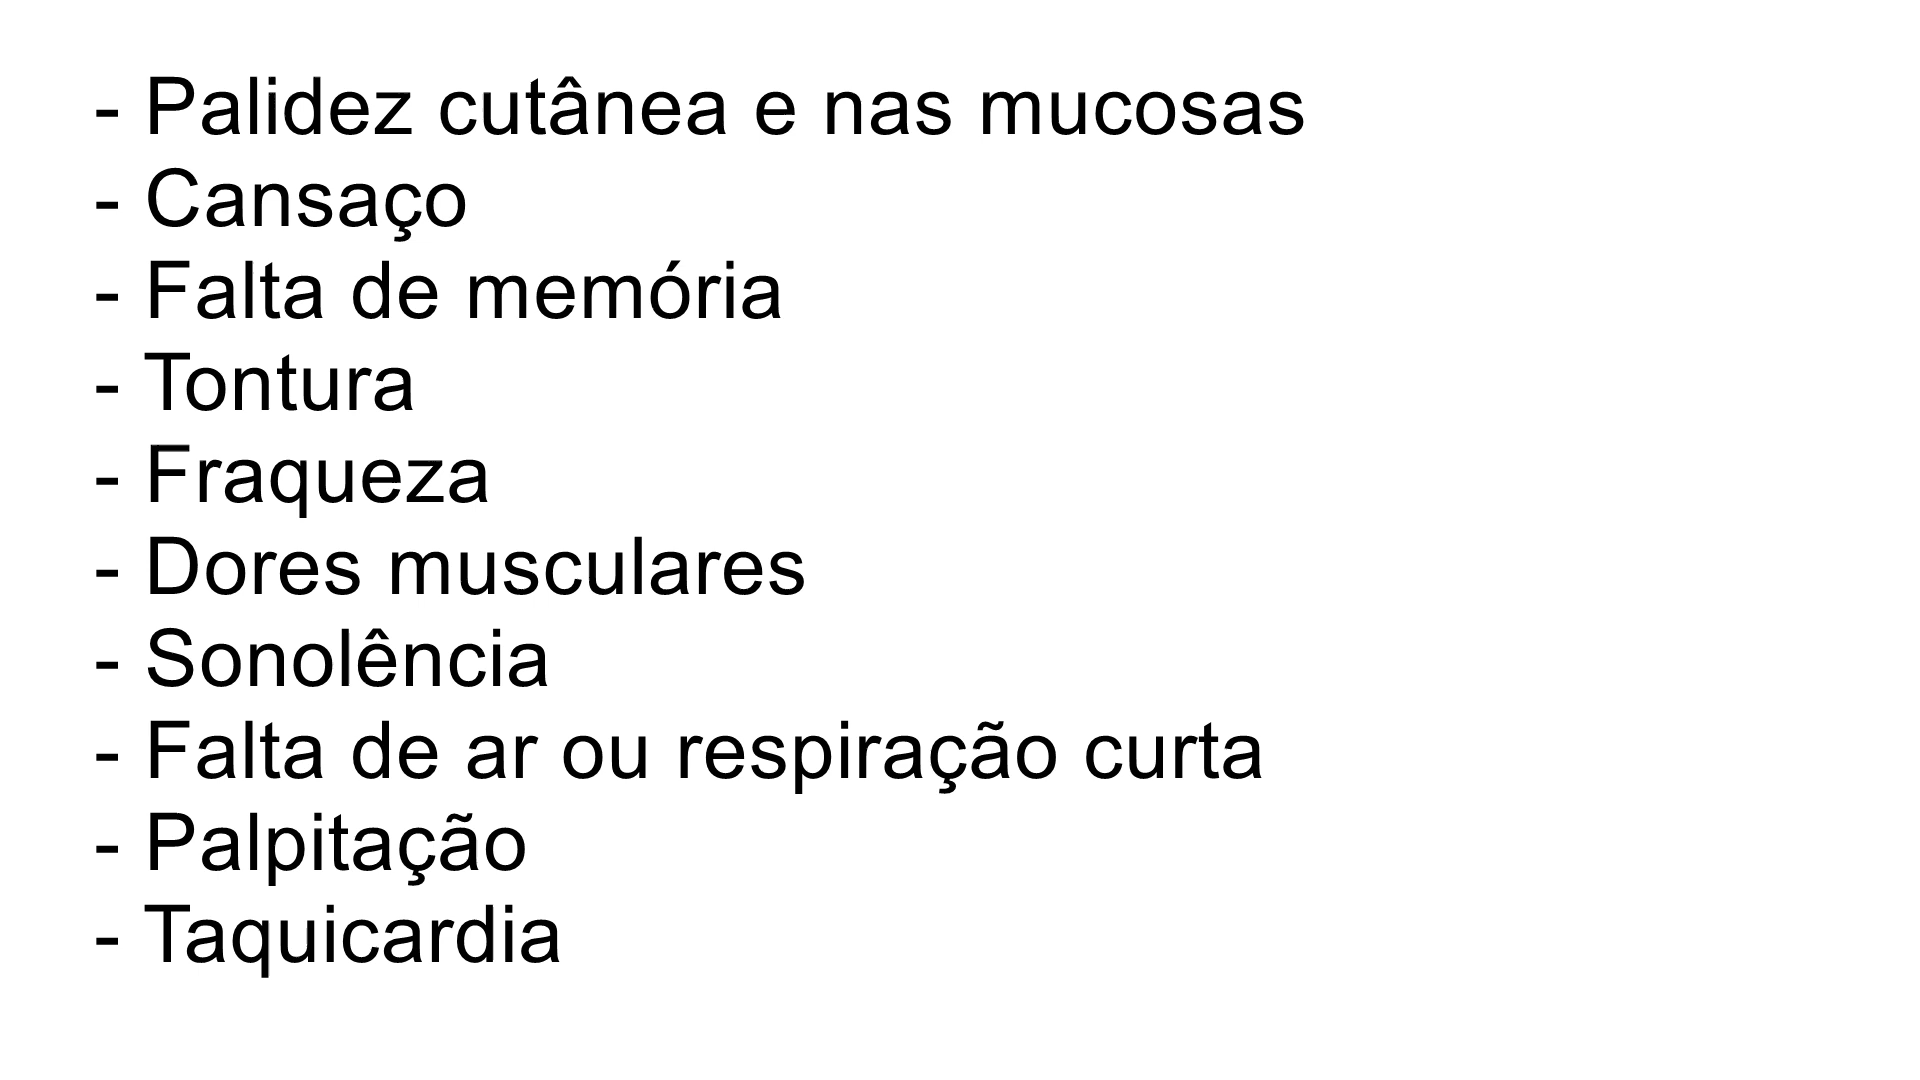 - Palidez cutânea e nas mucosas
- Cansaço
- Falta de memória
- Tontura
- Fraqueza
- Dores musculares
- Sonolência
- Falta de ar ou respiração curta
- Palpitação
- Taquicardia